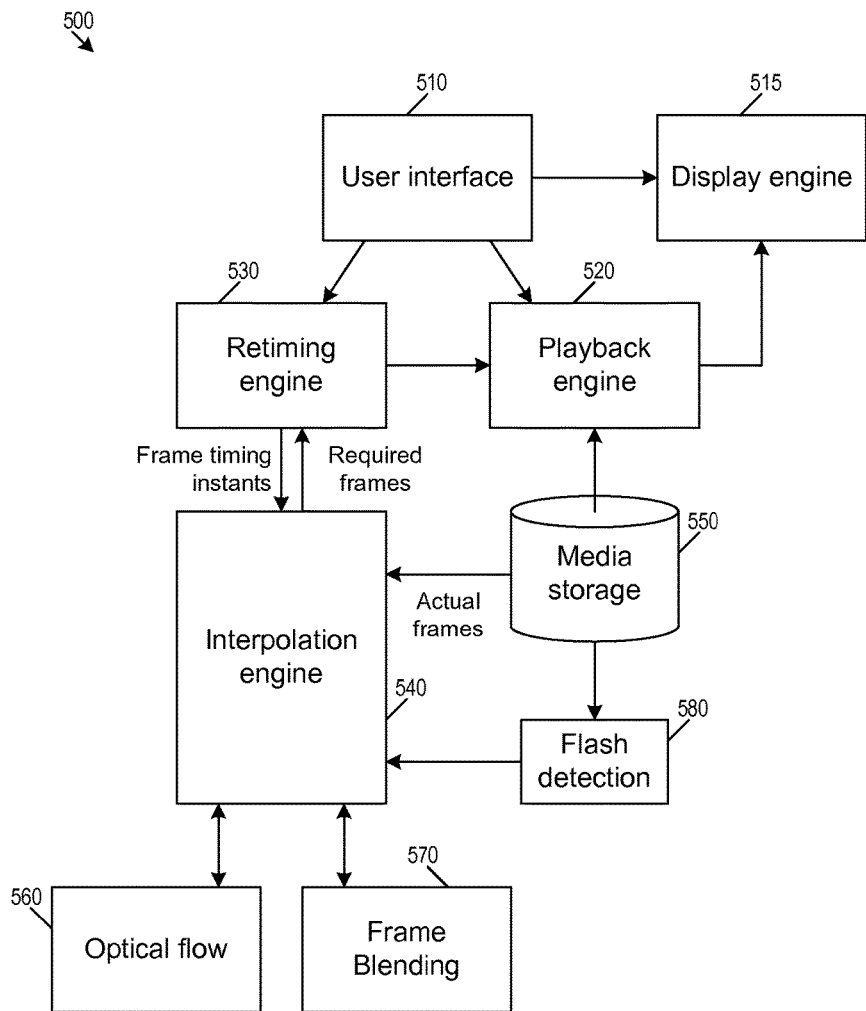 500
510
User interface
515
Display engine
530
Retiming
engine
520
Playback
engine
Frame timing
instants
Required
frames
550
Media
storage
Actual
frames
Interpolation
engine
540
580
Flash
detection
560
Optical flow
570
Frame
Blending